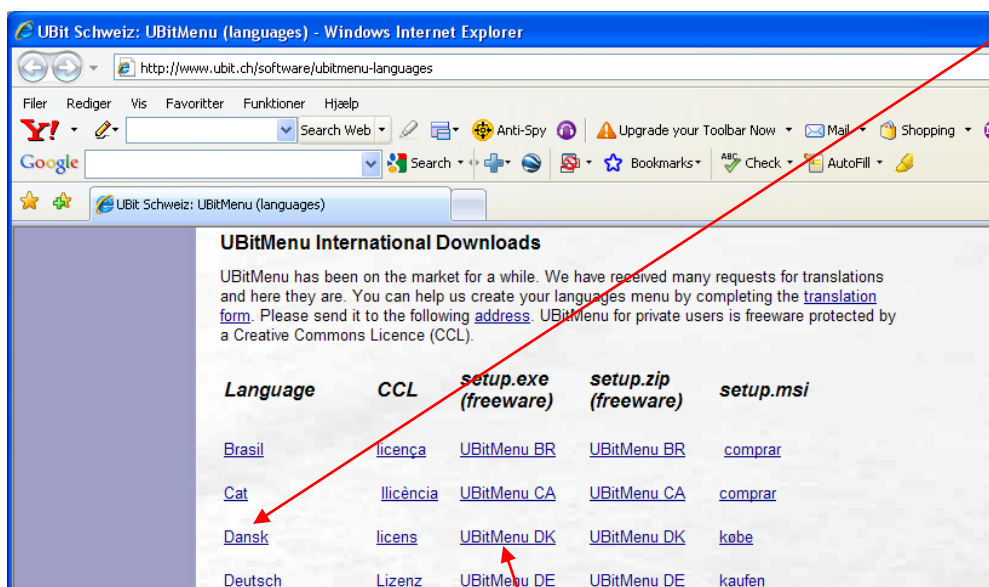 UBit Schweiz: UBitMenu (languages) - Windows Internet Explorer
http://www.ubit.ch/software/ubitmenu-languages
Filer Rediger Vis Favoritter Funktioner Hjælp
Y! Search Web Anti-Spy Upgrade your Toolbar Now Mail Shopping
Google Search Bookmarks ABC Check AutoFill
UBit Schweiz: UBitMenu (languages)
UBitMenu International Downloads
UBitMenu has been on the market for a while. We have received many requests for translations
and here they are. You can help us create your languages menu by completing the translation
form. Please send it to the following address. UBitMenu for private users is freeware protected by
a Creative Commons Licence (CCL).
Language CCL setup.exe (freeware) setup.zip (freeware) setup.msi
Brasil licença UBitMenu BR UBitMenu BR comprar
Cat llicència UBitMenu CA UBitMenu CA comprar
Dansk licens UBitMenu DK UBitMenu DK købe
Deutsch Lizenz UBitMenu DE UBitMenu DE kaufen